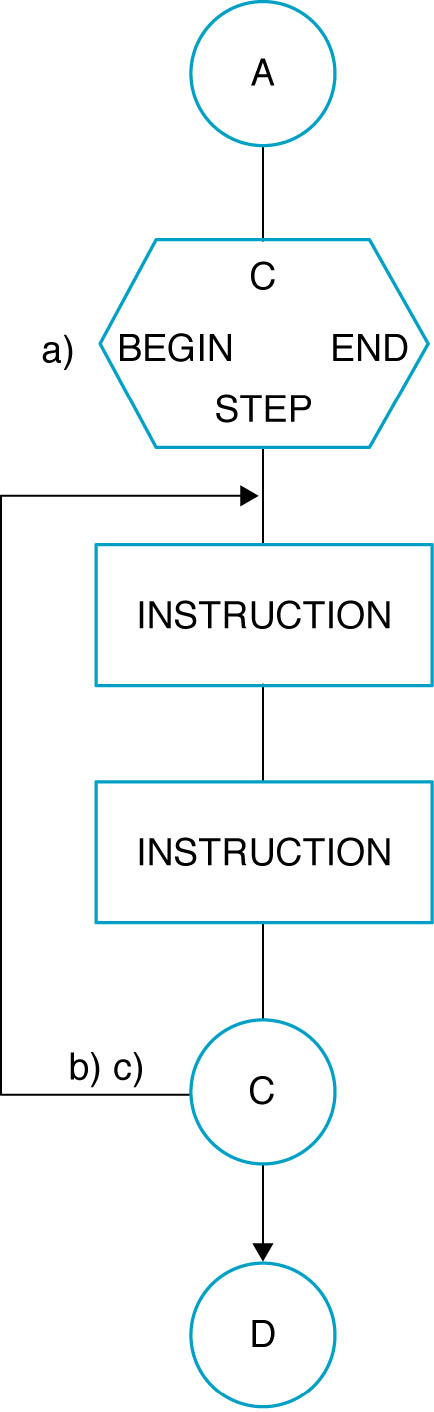 A
C
a) BEGIN END
STEP
INSTRUCTION
INSTRUCTION
b) c)
C
D